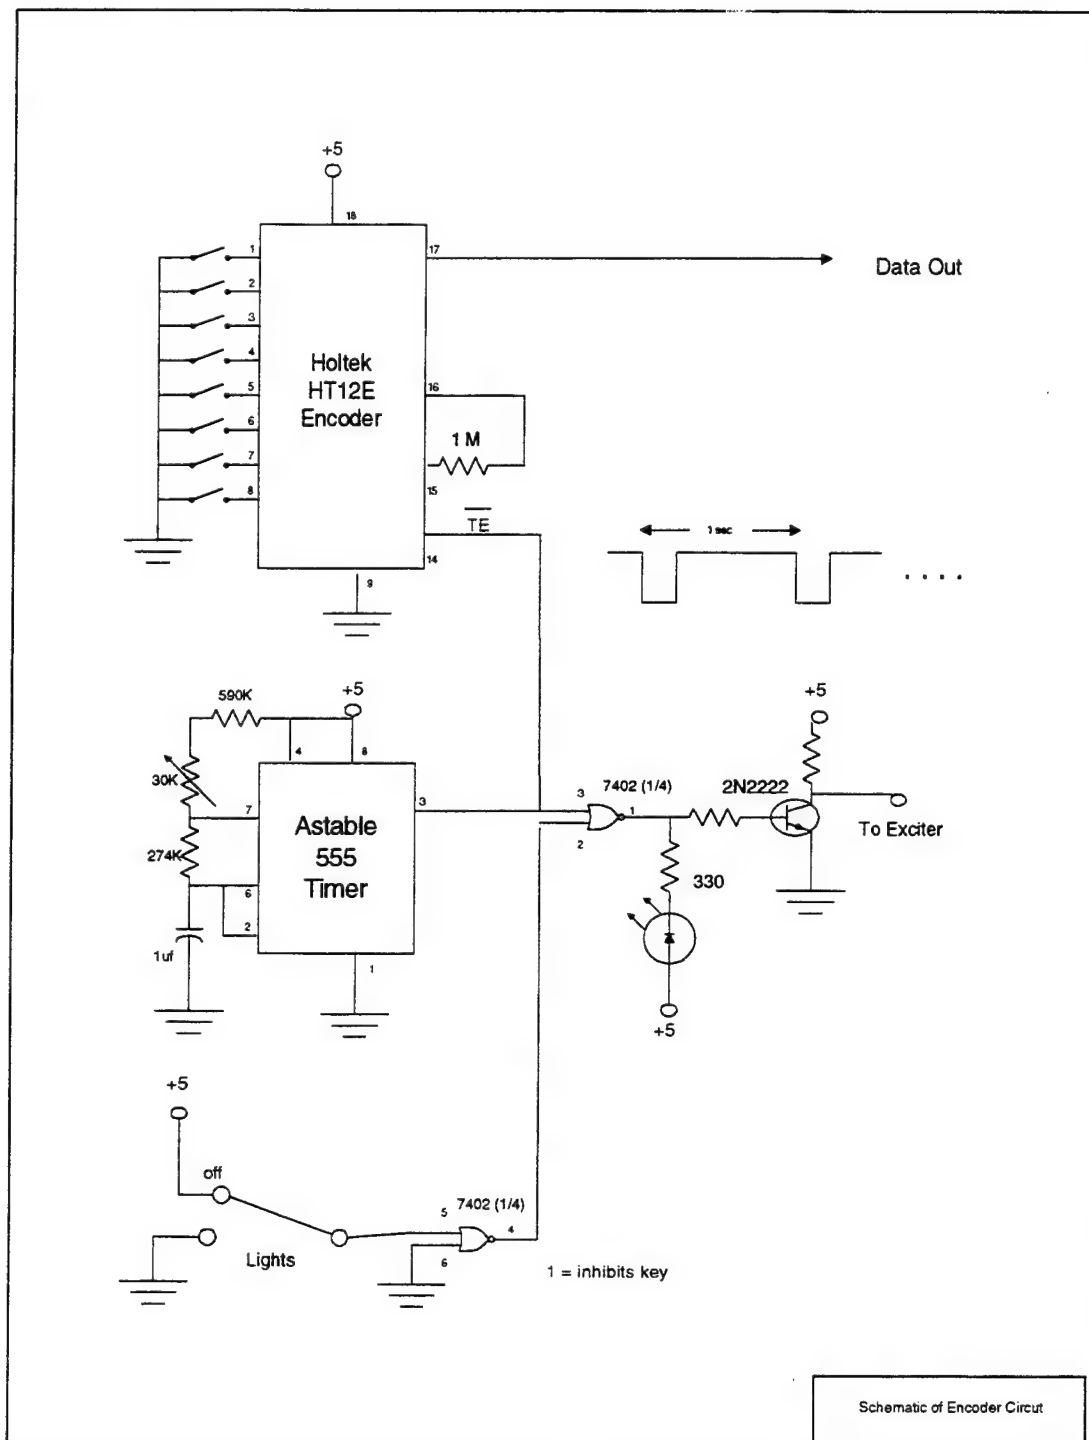 +5
18
1
2
3
4
5
6
7
8
17
Data Out
Holtek
HT12E
Encoder
16
1 M
15
TE
14
9
1 sec
. . . .
590K
+5
4
8
30K
7
274K
6
2
1uf
Astable
555
Timer
3
1
3
7402 (1/4)
1
2
2N2222
+5
To Exciter
330
+5
+5
off
Lights
5
7402 (1/4)
4
6
1 = inhibits key
Schematic of Encoder Circut